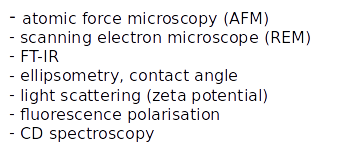 - atomic force microscopy (AFM)
- scanning electron microscope (REM)
- FT-IR
- ellipsometry, contact angle
- light scattering (zeta potential)
- fluorescence polarisation
- CD spectroscopy